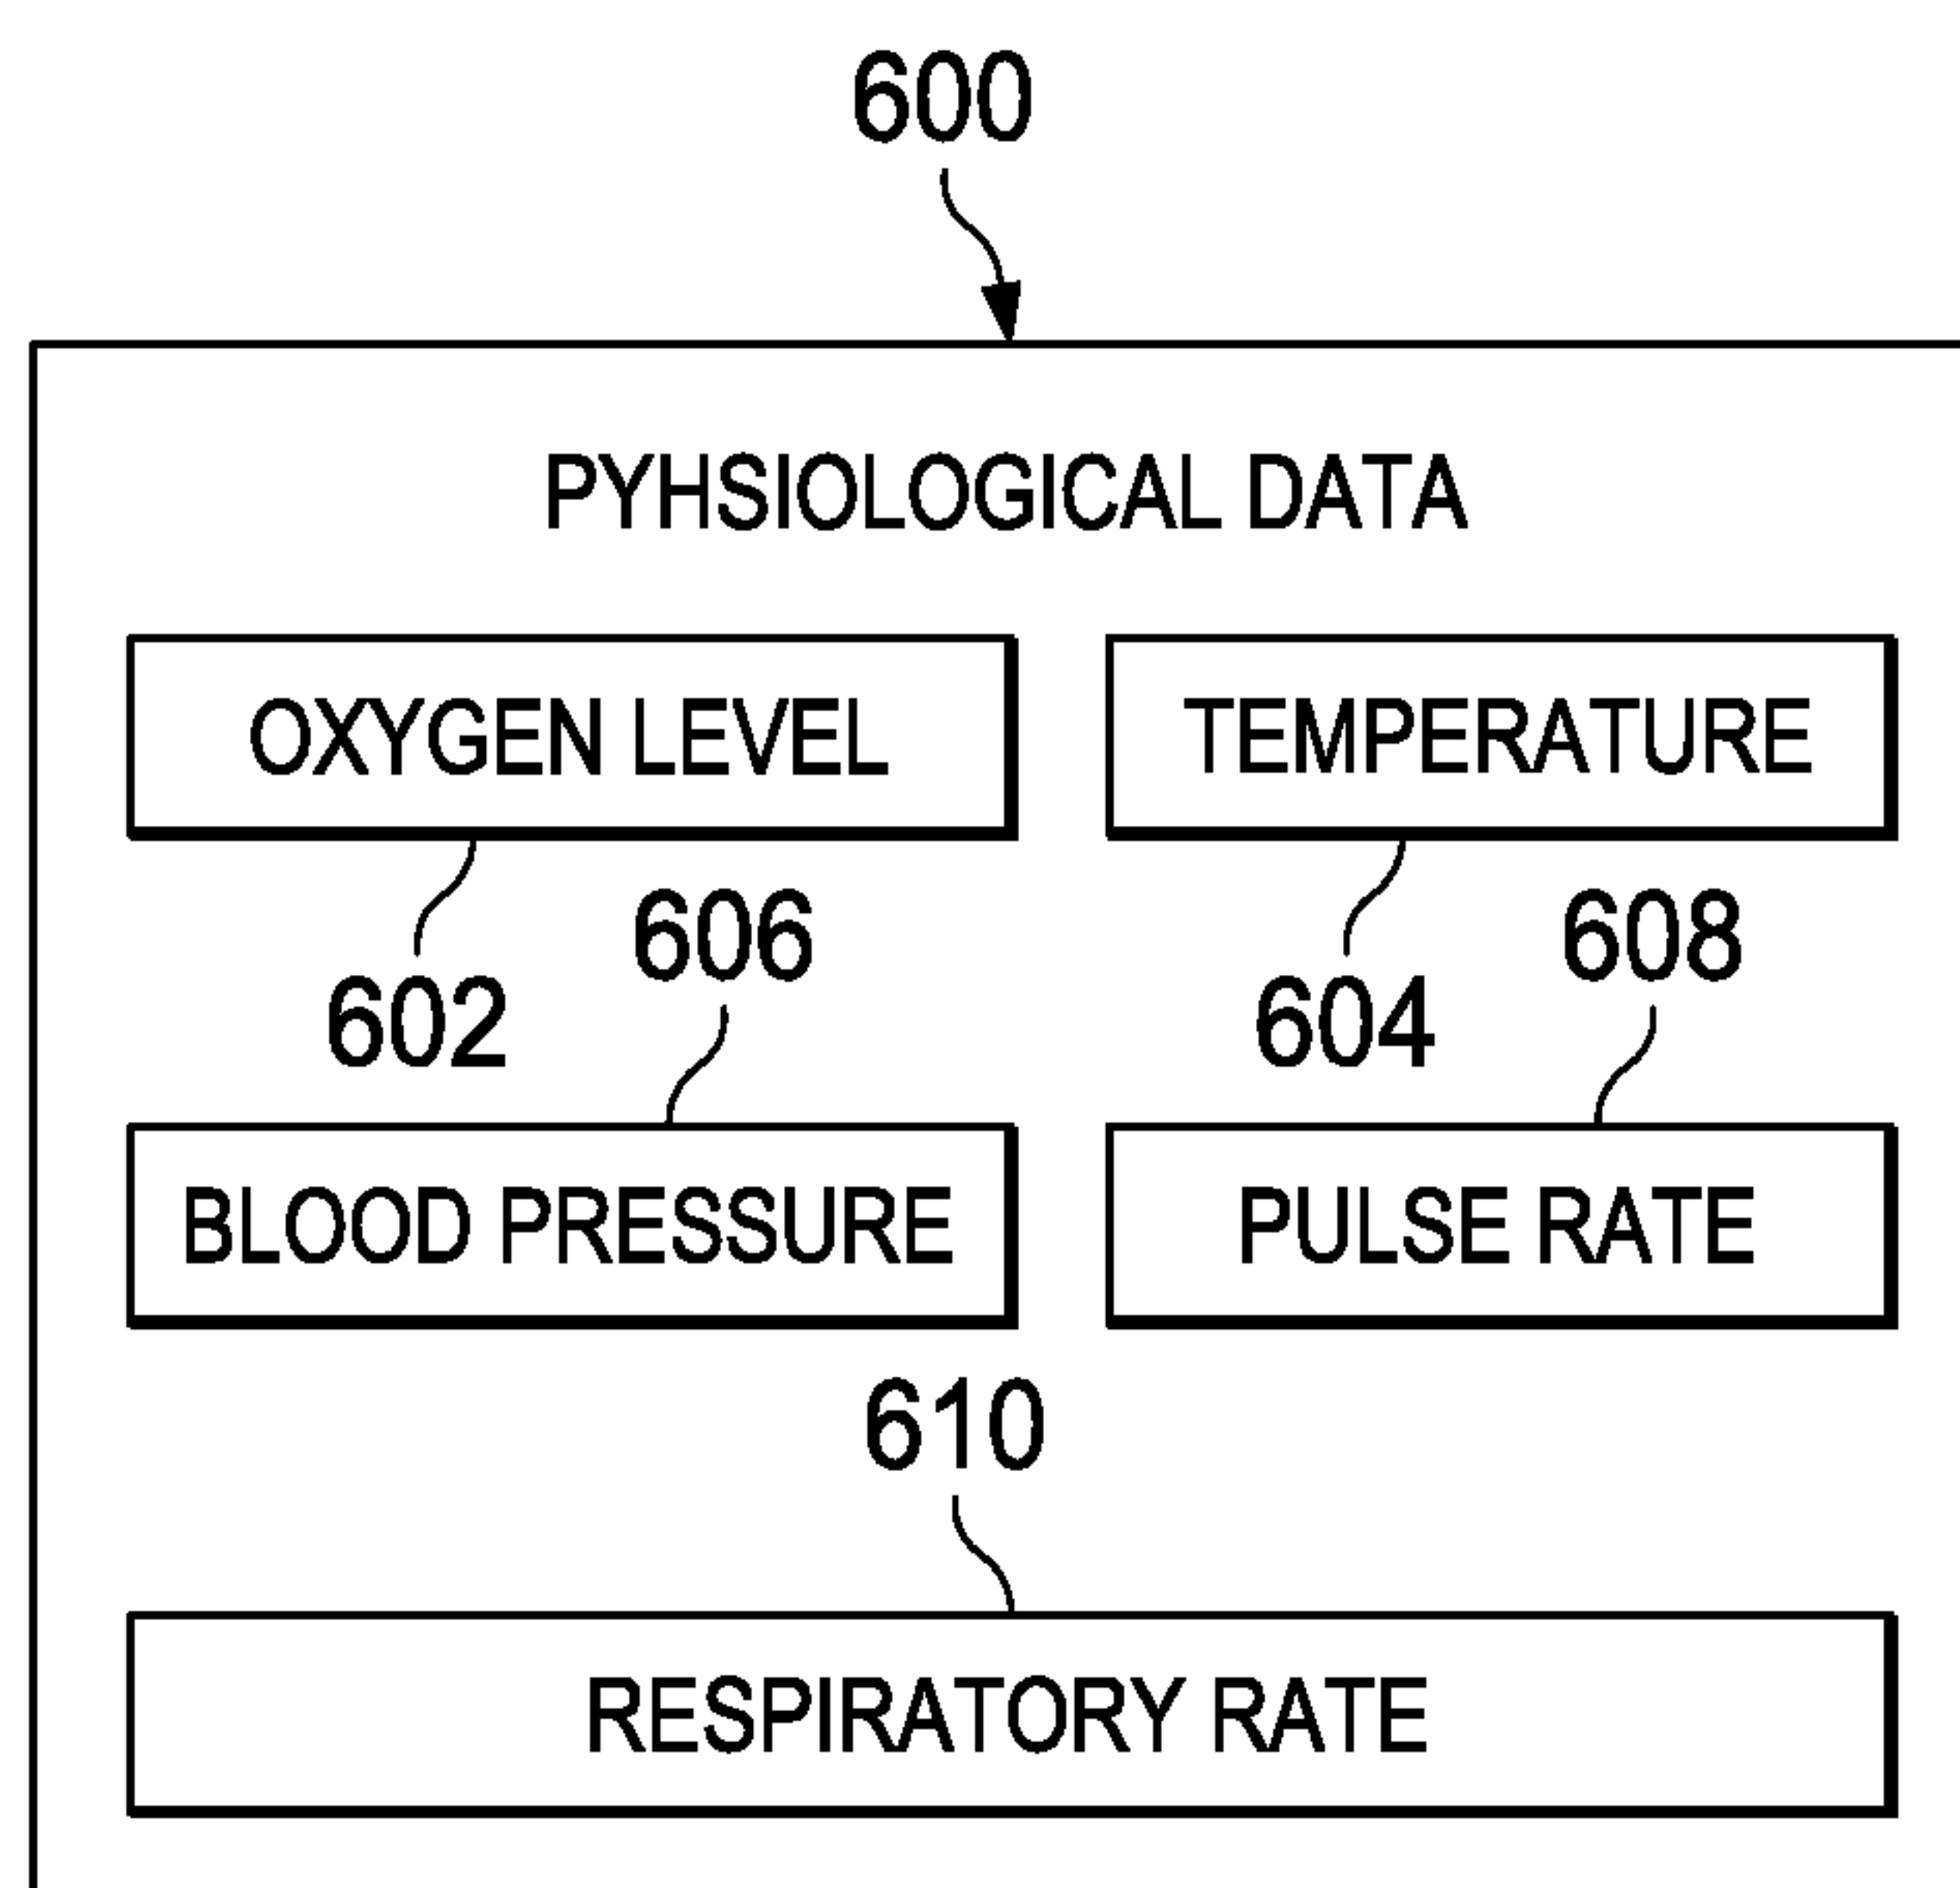 600
PYHSIOLOGICAL DATA
OXYGEN LEVEL
TEMPERATURE
602
606
604
608
BLOOD PRESSURE
PULSE RATE
610
RESPIRATORY RATE